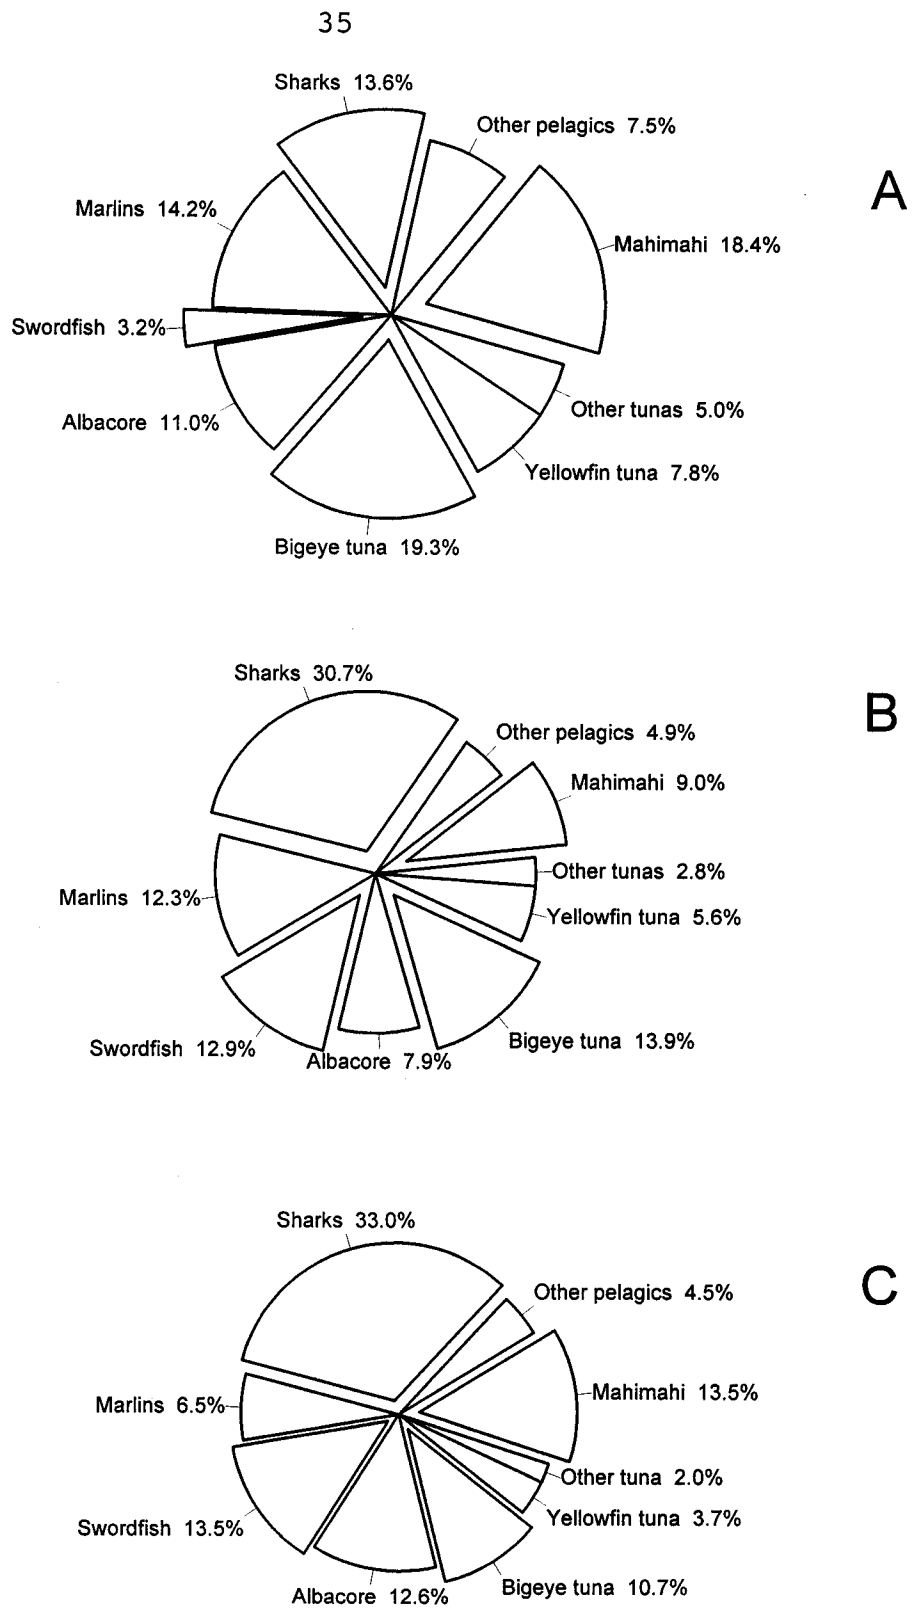 35
Sharks 13.6%
Other pelagics 7.5%
A
Marlins 14.2%
Mahimahi 18.4%
Swordfish 3.2%
Other tunas 5.0%
Albacore 11.0%
Yellowfin tuna 7.8%
Bigeye tuna 19.3%
Sharks 30.7%
B
Other pelagics 4.9%
Mahimahi 9.0%
Other tunas 2.8%
Marlins 12.3%
Yellowfin tuna 5.6%
Swordfish 12.9%
Bigeye tuna 13.9%
Albacore 7.9%
Sharks 33.0%
C
Other pelagics 4.5%
Mahimahi 13.5%
Marlins 6.5%
Other tuna 2.0%
Yellowfin tuna 3.7%
Swordfish 13.5%
Bigeye tuna 10.7%
Albacore 12.6%